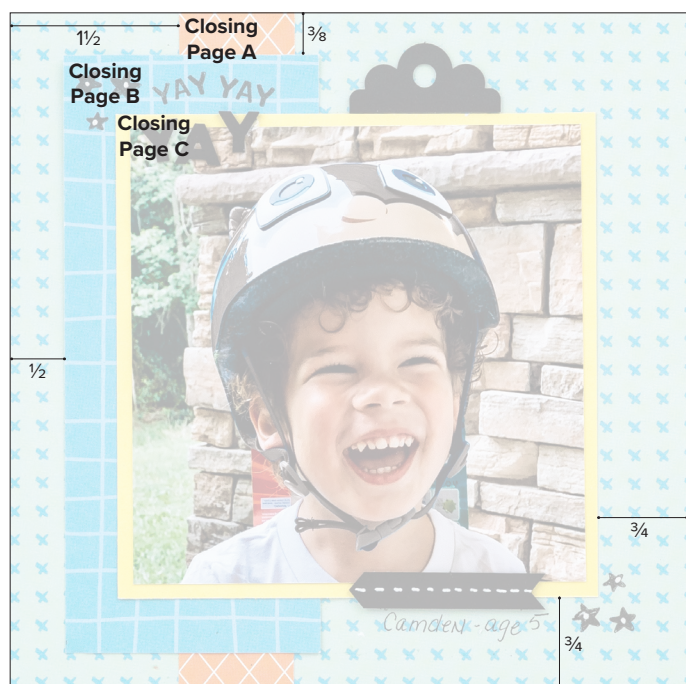 1½
Closing
Page A
⅜
Closing
Page B
YAY YAY
Closing
Page C
YAY
½
¾
Camden - age 5
¾